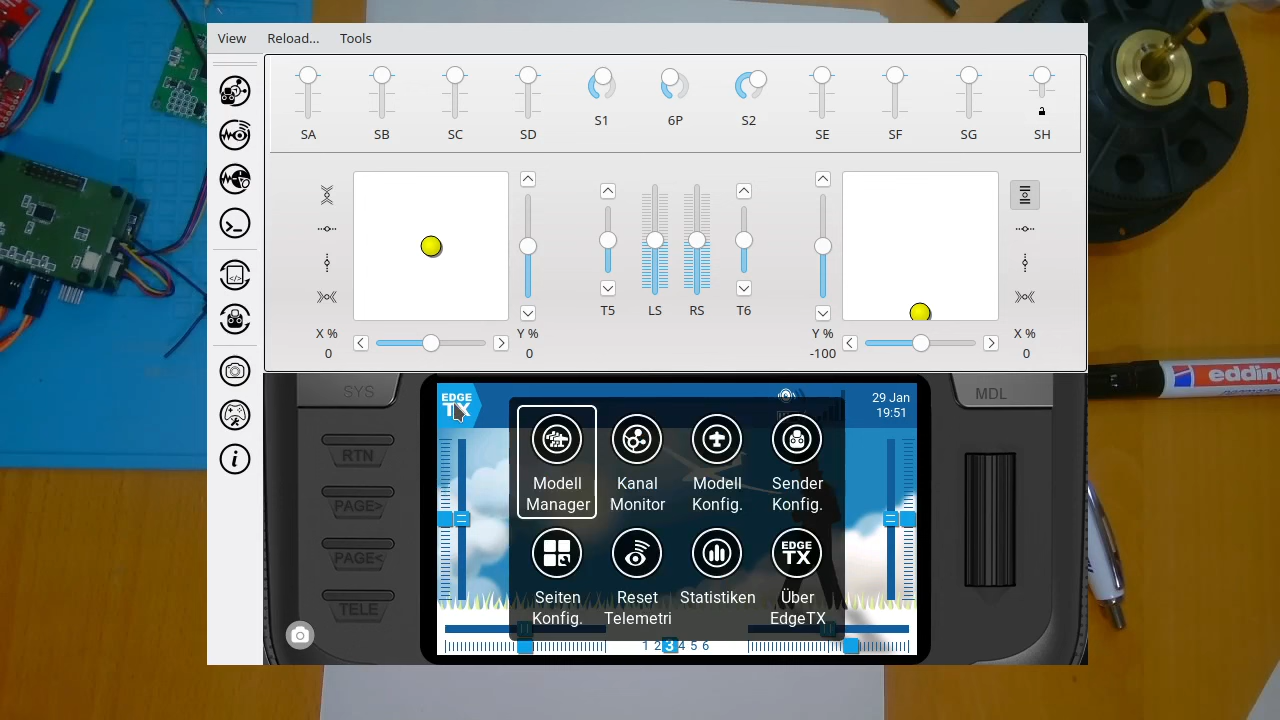 View Reload... Tools
SA SB SC SD S1 6P S2 SE SF SG SH
T5 LS RS T6
X % Y % Y % X %
0 0 -100 0
SYS
RTN
PAGE>
PAGE<
TELE
MDL
EDGE
TX
29 Jan
19:51
Modell
Manager
Kanal
Monitor
Modell
Konfig.
Sender
Konfig.
Seiten
Konfig.
Reset
Telemetri
Statistiken
EDGE
TX
Über
EdgeTX
1 2 3 4 5 6
edding